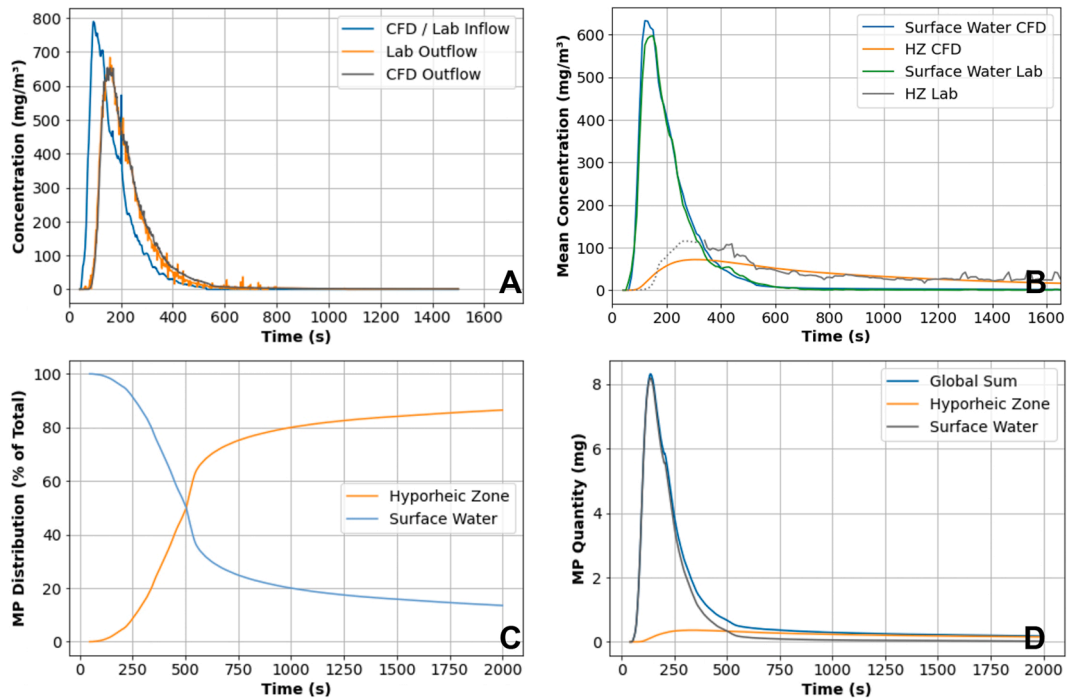 800
700
600
500
400
300
200
100
0
Concentration (mg/m³)
CFD / Lab Inflow
Lab Outflow
CFD Outflow
A
0 200 400 600 800 1000 1200 1400 1600
Time (s)
600
500
400
600
200
100
0
Mean Concentration (mg/m³)
Surface Water CFD
HZ CFD
Surface Water Lab
HZ Lab
B
0 200 400 600 800 1000 1200 1400 1600
Time (s)
100
80
60
40
20
0
MP Distribution (% of Total)
Hyporheic Zone
Surface Water
C
0 250 500 750 1000 1250 1500 1750 2000
Time (s)
8
6
4
2
0
MP Quantity (mg)
Global Sum
Hyporheic Zone
Surface Water
D
0 250 500 750 1000 1250 1500 1750 2000
Time (s)